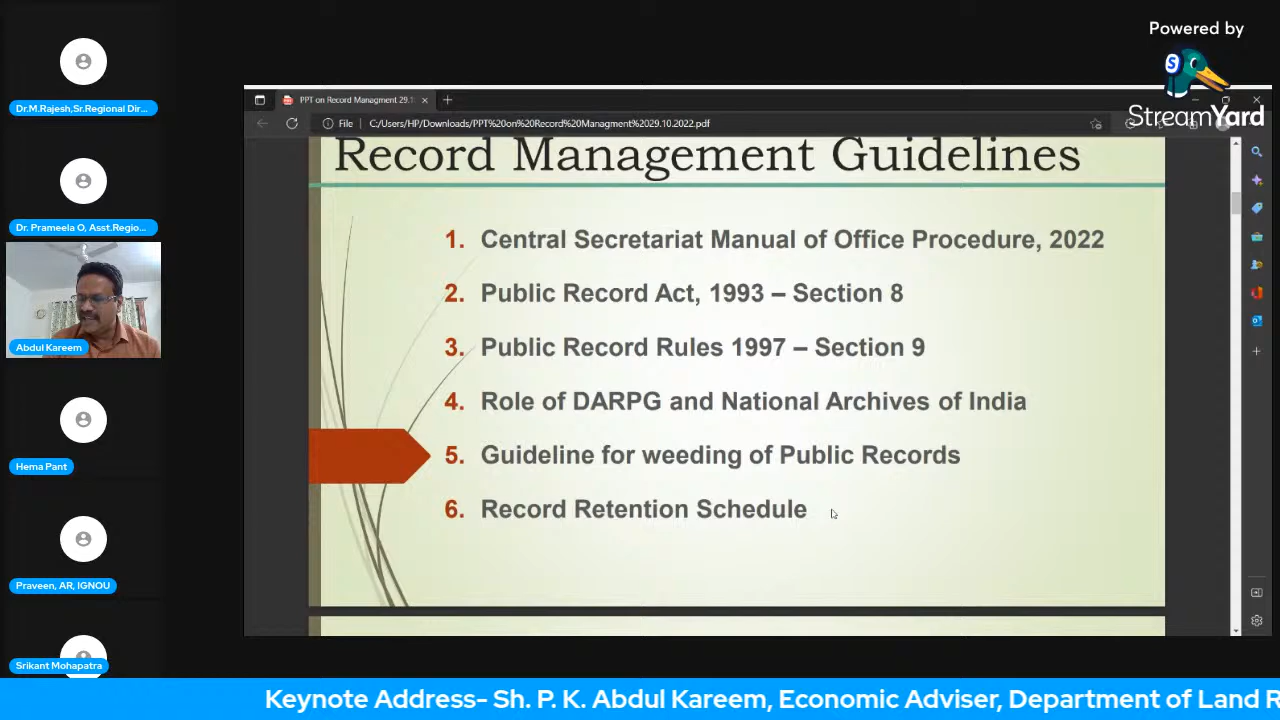 Powered by
StreamYard
Dr.M.Rajesh,Sr.Regional Dir...
Dr. Prameela O, Asst.Regio...
Abdul Kareem
Hema Pant
Praveen, AR, IGNOU
Srikant Mohapatra
PPT on Record Managment 29.1
File
C:/Users/HP/Downloads/PPT%20on%20Record%20Managment%2029.10.2022.pdf
Record Management Guidelines
1. Central Secretariat Manual of Office Procedure, 2022
2. Public Record Act, 1993 – Section 8
3. Public Record Rules 1997 – Section 9
4. Role of DARPG and National Archives of India
5. Guideline for weeding of Public Records
6. Record Retention Schedule
Keynote Address- Sh. P. K. Abdul Kareem, Economic Adviser, Department of Land R